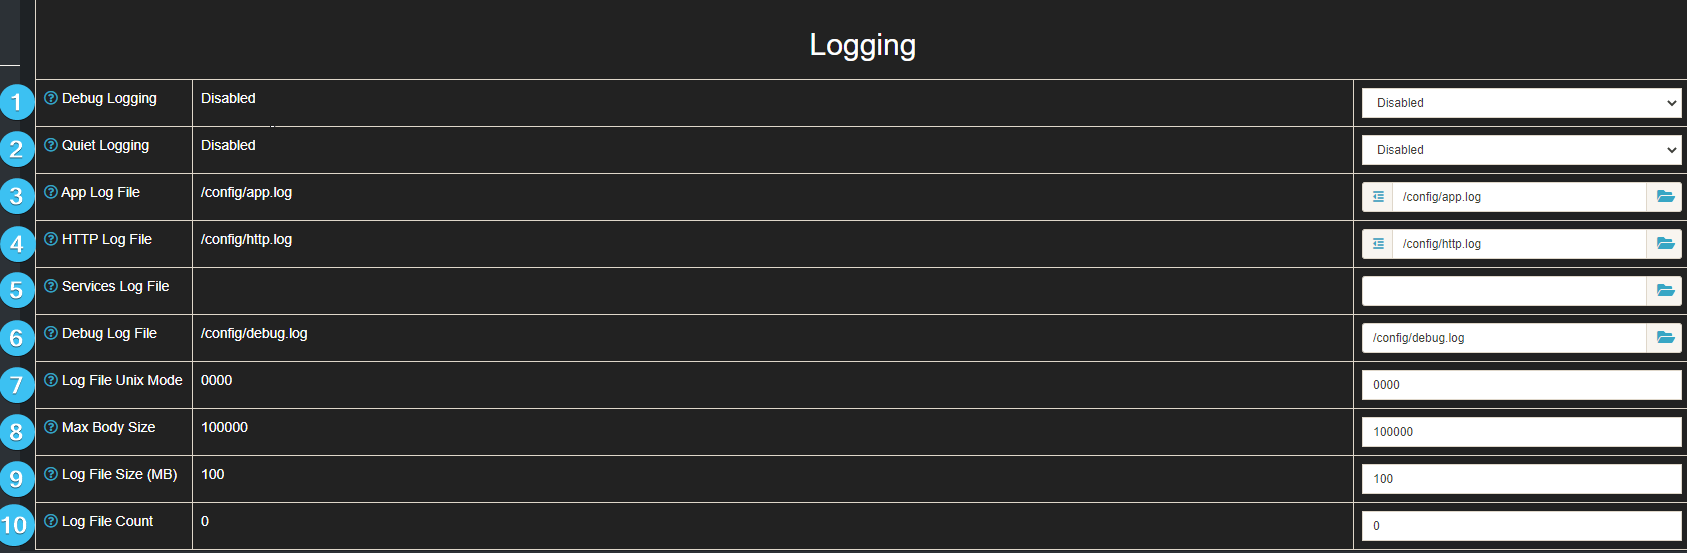 Logging
1 Debug Logging Disabled Disabled
2 Quiet Logging Disabled Disabled
3 App Log File /config/app.log /config/app.log
4 HTTP Log File /config/http.log /config/http.log
5 Services Log File
6 Debug Log File /config/debug.log /config/debug.log
7 Log File Unix Mode 0000 0000
8 Max Body Size 100000 100000
9 Log File Size (MB) 100 100
10 Log File Count 0 0